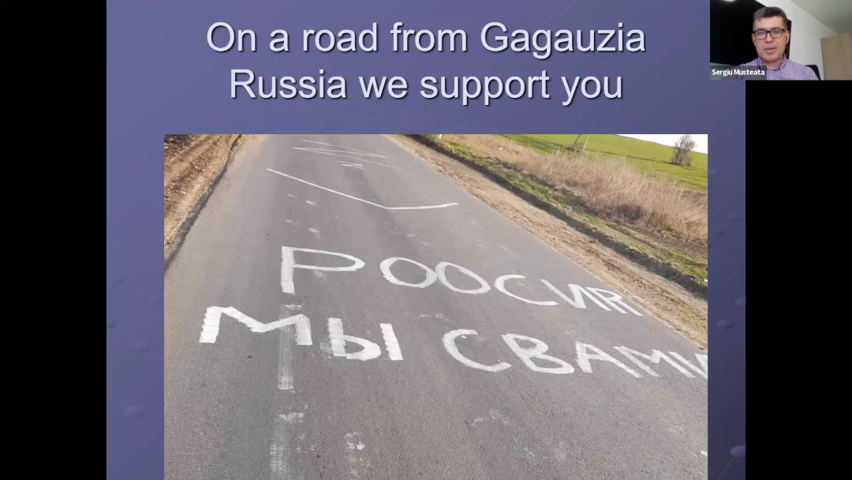 On a road from Gagauzia
Russia we support you
Sergiu Musteata
РООСИЯ
МЫ СВАМИ